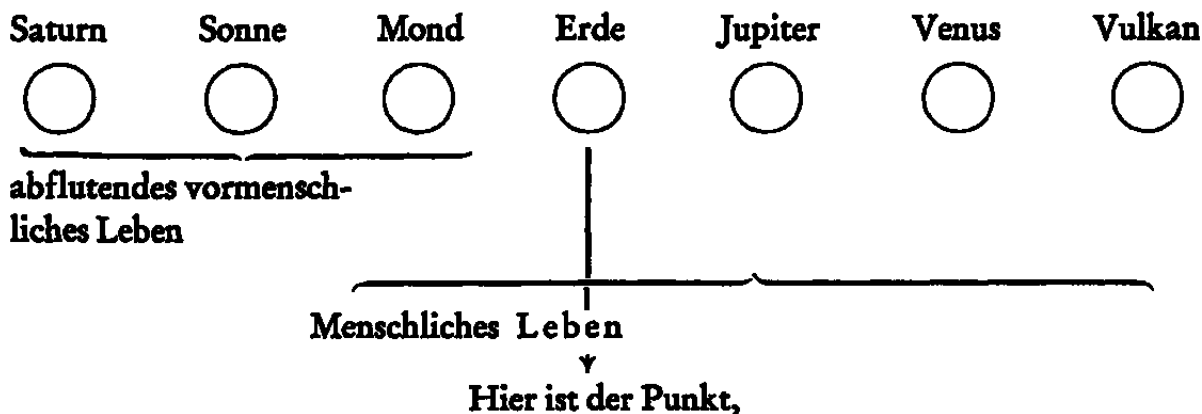 Saturn Sonne Mond Erde Jupiter Venus Vulkan
abflutendes vormensch-
liches Leben
Menschliches Leben
Hier ist der Punkt,